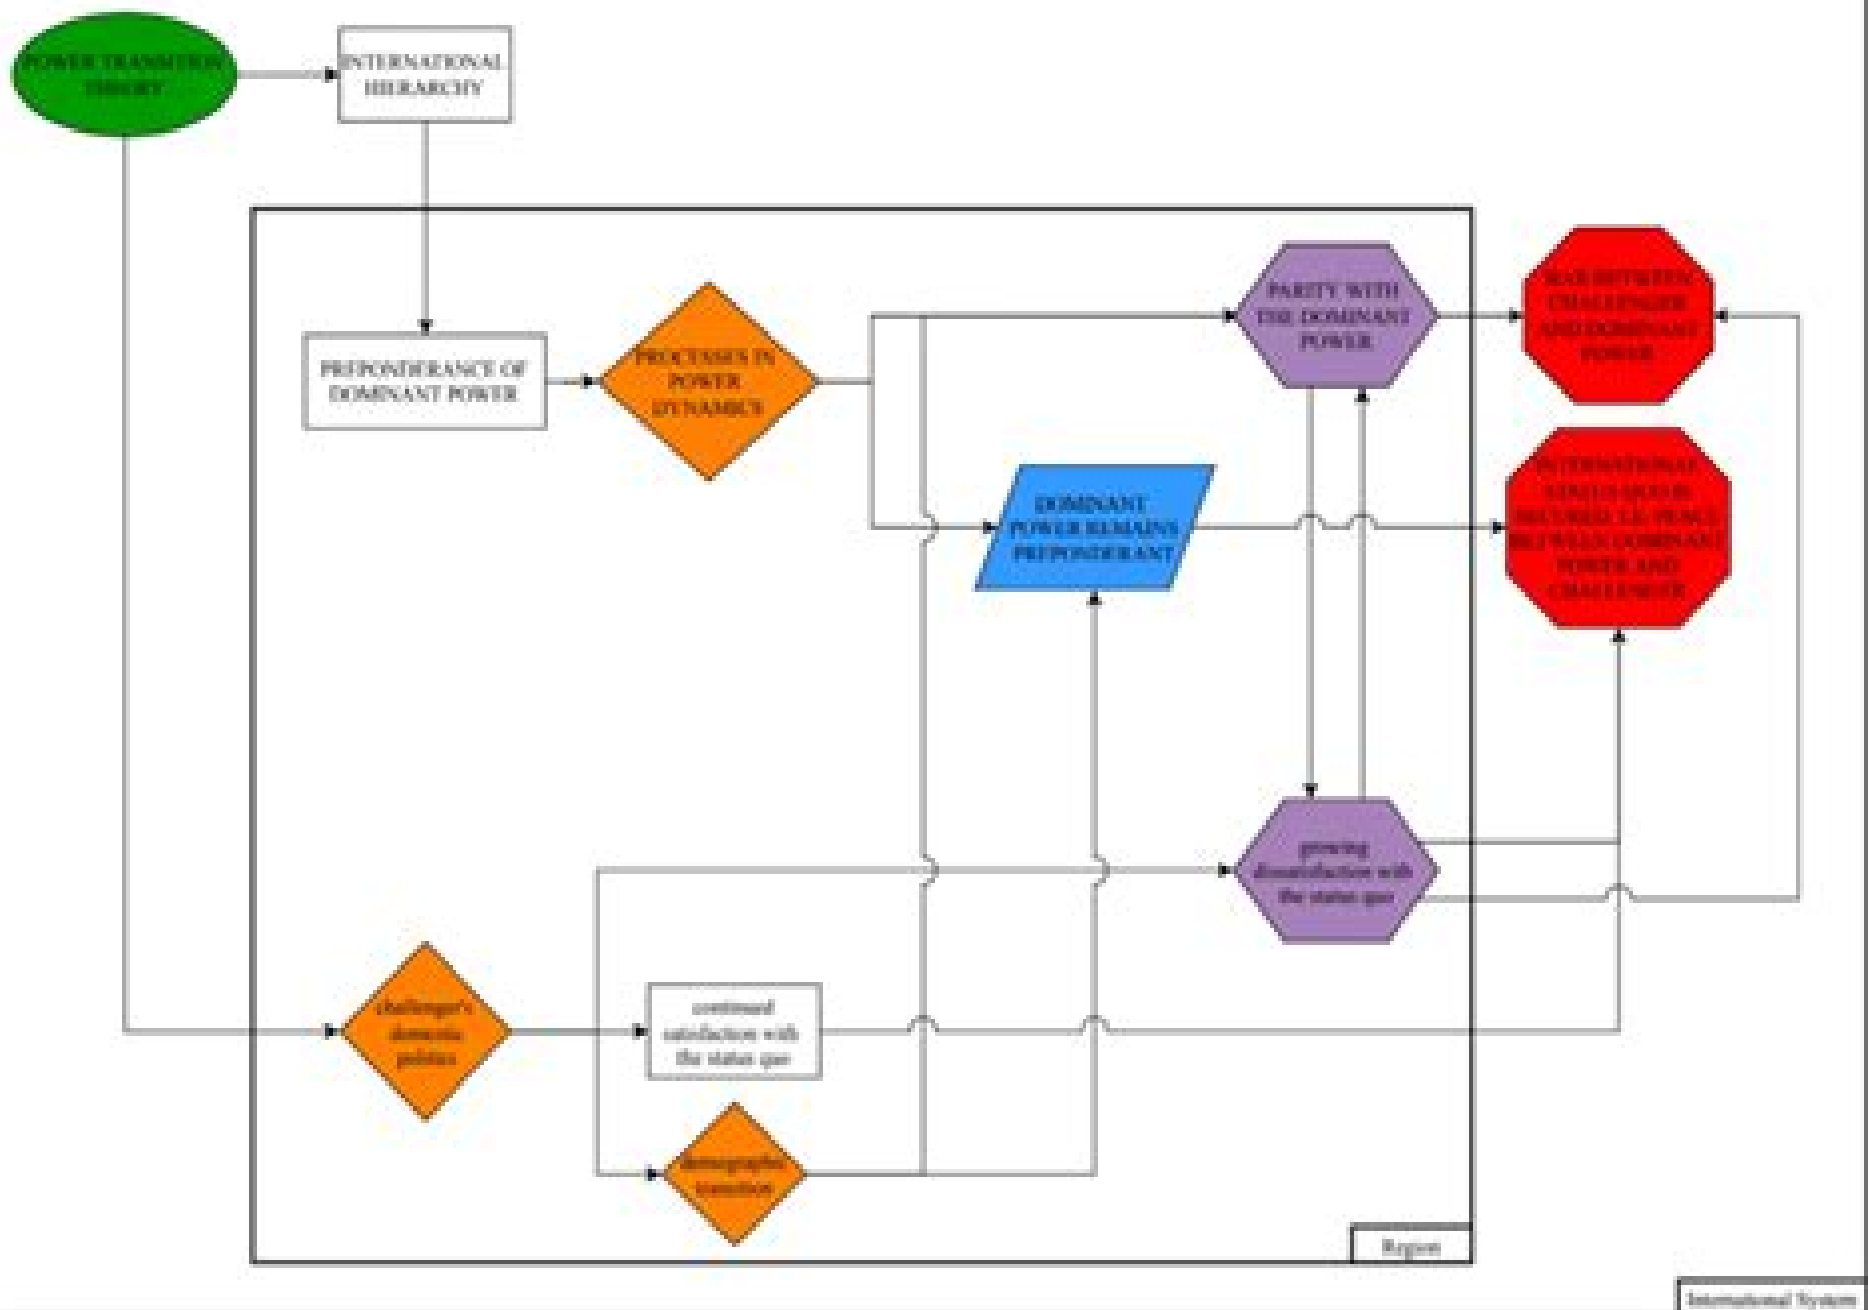 POWER TRANSITION
THEORY
INTERNATIONAL
HIERARCHY
PREPONDERANCE OF
DOMINANT POWER
PROCESSES IN
POWER
DYNAMICS
PARITY WITH
THE DOMINANT
POWER
WAR BETWEEN
CHALLENGER
AND DOMINANT
POWER
DOMINANT
POWER REMAINS
PREPONDERANT
INTERNATIONAL
STATUS QUO IS
SECURED, I.E. PEACE
BETWEEN DOMINANT
POWER AND
CHALLENGER
growing
dissatisfaction with
the status quo
challenger's
domestic
politics
continued
satisfaction with
the status quo
demographic
transition
Region
International System